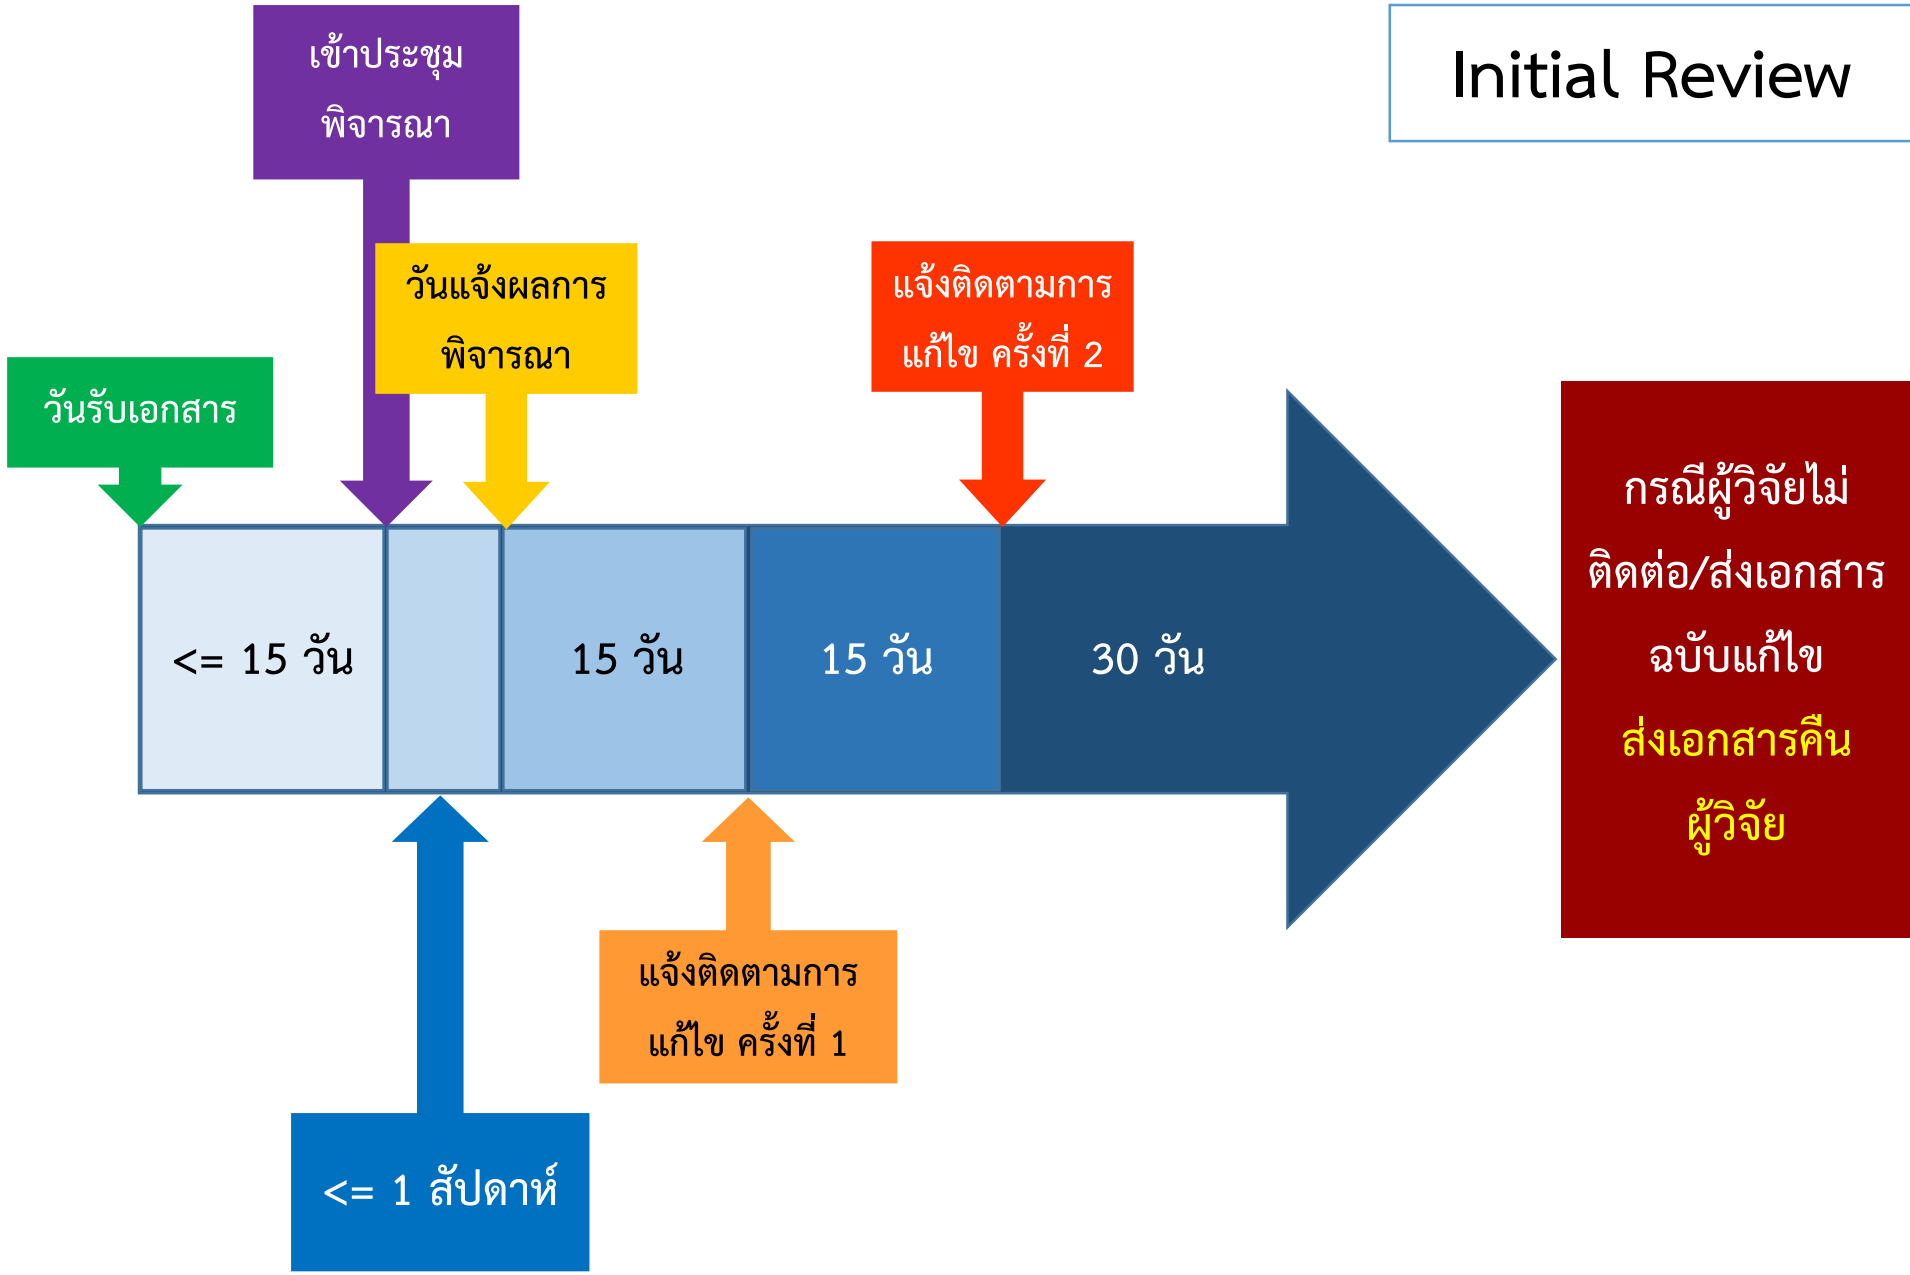 Initial Review
เข้าประชุม
พิจารณา
วันแจ้งผลการ
พิจารณา
แจ้งติดตามการ
แก้ไข ครั้งที่ 2
วันรับเอกสาร
<= 15 วัน
15 วัน
15 วัน
30 วัน
กรณีผู้วิจัยไม่
ติดต่อ/ส่งเอกสาร
ฉบับแก้ไข
ส่งเอกสารคืน
ผู้วิจัย
แจ้งติดตามการ
แก้ไข ครั้งที่ 1
<= 1 สัปดาห์